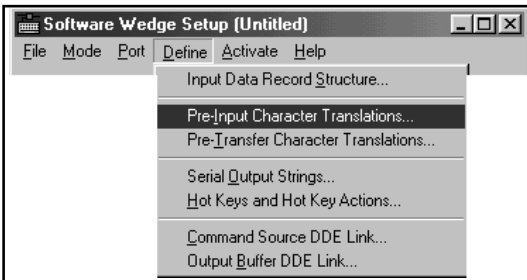 Software Wedge Setup (Untitled)
File Mode Port Define Activate Help
Input Data Record Structure...
Pre-Input Character Translations...
Pre-Transfer Character Translations...
Serial Output Strings...
Hot Keys and Hot Key Actions...
Command Source DDE Link...
Output Buffer DDE Link...